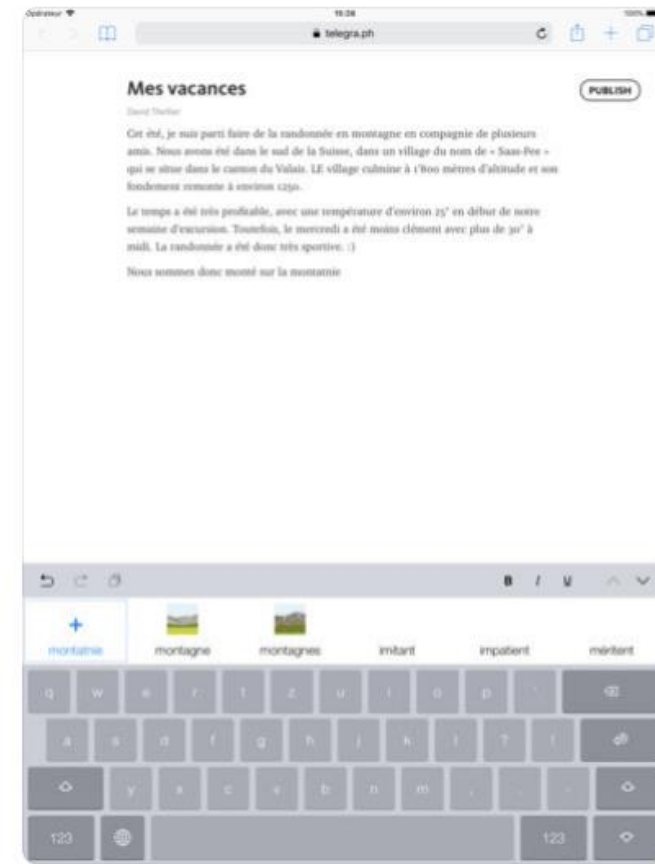 Opérateur 15:26 100%
telegra.ph
Mes vacances
PUBLISH
David Theiller
Cet été, je suis parti faire de la randonnée en montagne en compagnie de plusieurs
amis. Nous avons été dans le sud de la Suisse, dans un village du nom de « Saas-Fee »
qui se situe dans le canton du Valais. LE village culmine à 1'800 mètres d'altitude et son
fondement remonte à environ 1250.
Le temps a été très profitable, avec une température d'environ 25° en début de notre
semaine d'excursion. Toutefois, le mercredi a été moins clément avec plus de 30° à
midi. La randonnée a été donc très sportive. :)
Nous sommes donc monté sur la montatnie
B I U
montatnie montagne montagnes imitant impatient méritent
q w e r t z u i o p '
a s d f g h j k l ? !
y x c v b n m , . -
123 123